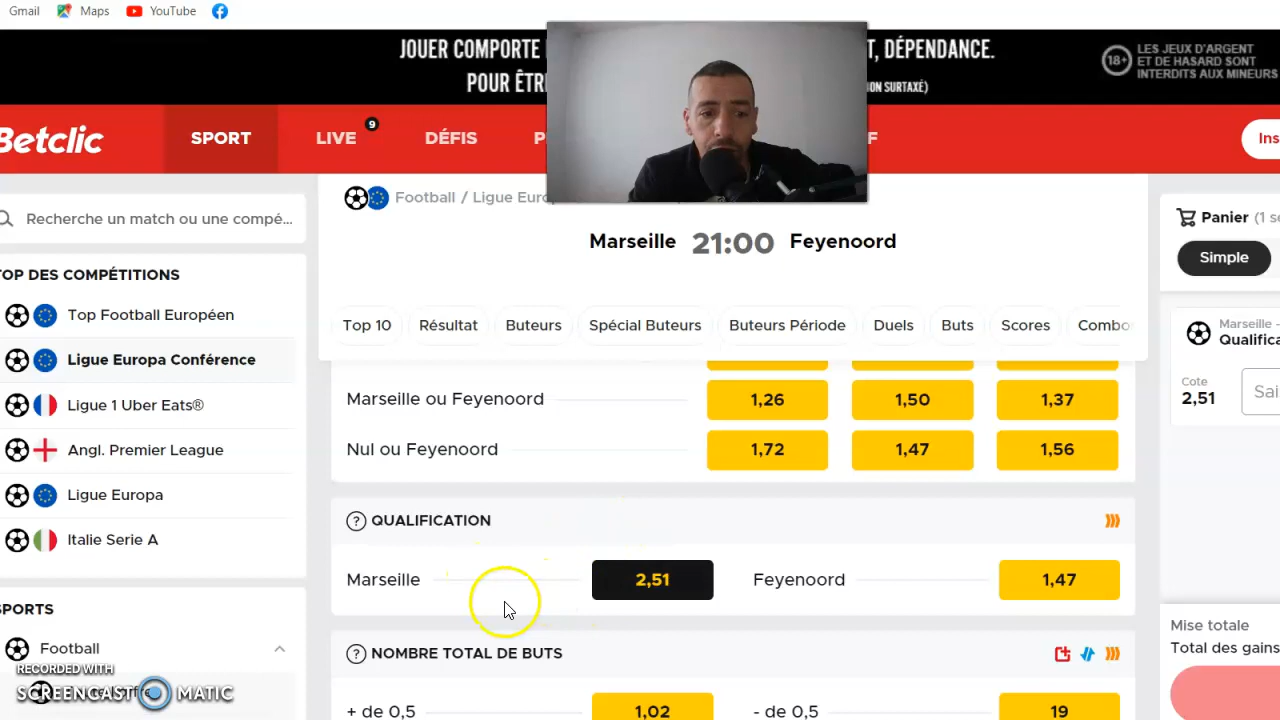 Gmail Maps YouTube
JOUER COMPORTE T, DÉPENDANCE.
POUR ÊTR ON SURTAXÉ)
18+ LES JEUX D'ARGENT
ET DE HASARD SONT
INTERDITS AUX MINEURS
Betclic SPORT LIVE 9 DÉFIS P F Ins
Recherche un match ou une compé...
Football / Ligue Euro
Marseille 21:00 Feyenoord
Panier (1 se
Simple
TOP DES COMPÉTITIONS
Top Football Européen
Ligue Europa Conférence
Ligue 1 Uber Eats®
Angl. Premier League
Ligue Europa
Italie Serie A
SPORTS
Football
Top 10 Résultat Buteurs Spécial Buteurs Buteurs Période Duels Buts Scores Combo
Marseille ou Feyenoord 1,26 1,50 1,37
Nul ou Feyenoord 1,72 1,47 1,56
? QUALIFICATION
Marseille 2,51 Feyenoord 1,47
? NOMBRE TOTAL DE BUTS
+ de 0,5 1,02 - de 0,5 19
Marseille -
Qualifica
Cote
2,51
Sai
Mise totale
Total des gains
RECORDED WITH
SCREENCAST MATIC